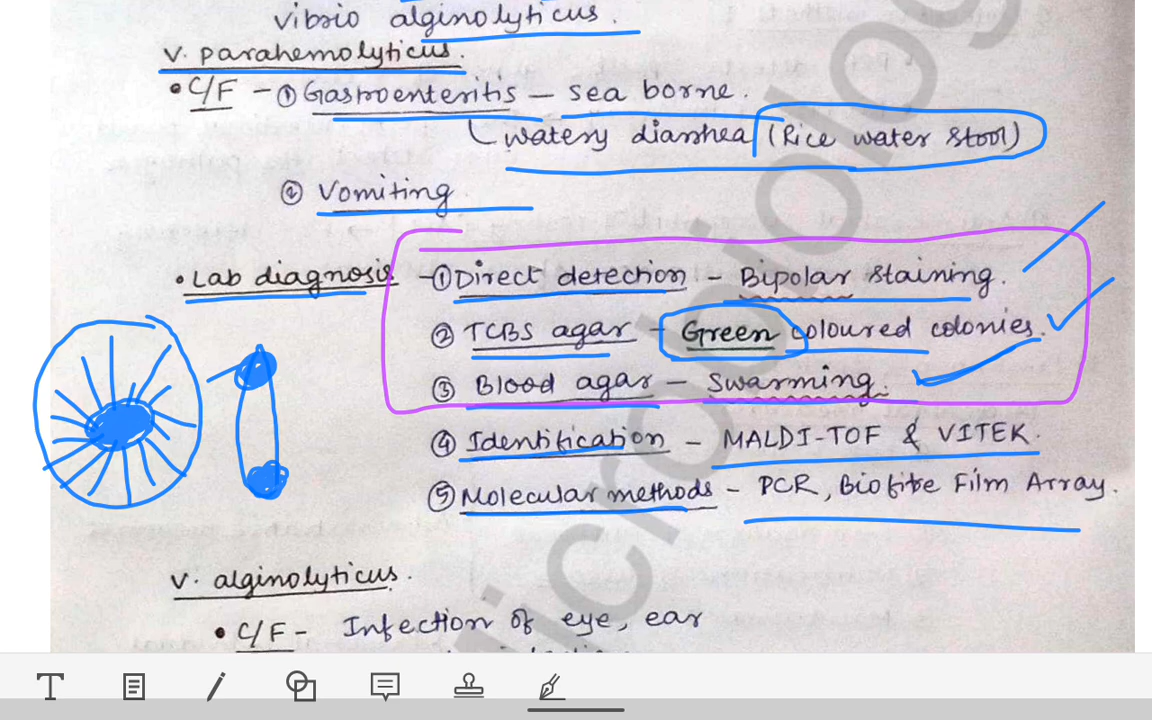 Vibrio alginolyticus.
V. parahemolyticus.
• C/F - ① Gastroenteritis - sea borne.
watery diarrhea (Rice water stool)
② Vomiting
• Lab diagnosis - ① Direct detection - Bipolar staining.
② TCBS agar - Green coloured colonies.
③ Blood agar - Swarming.
④ Identification - MALDI-TOF & VITEK.
⑤ Molecular methods - PCR, Biofire Film Array.
V. alginolyticus.
• C/F - Infection of eye, ear
T